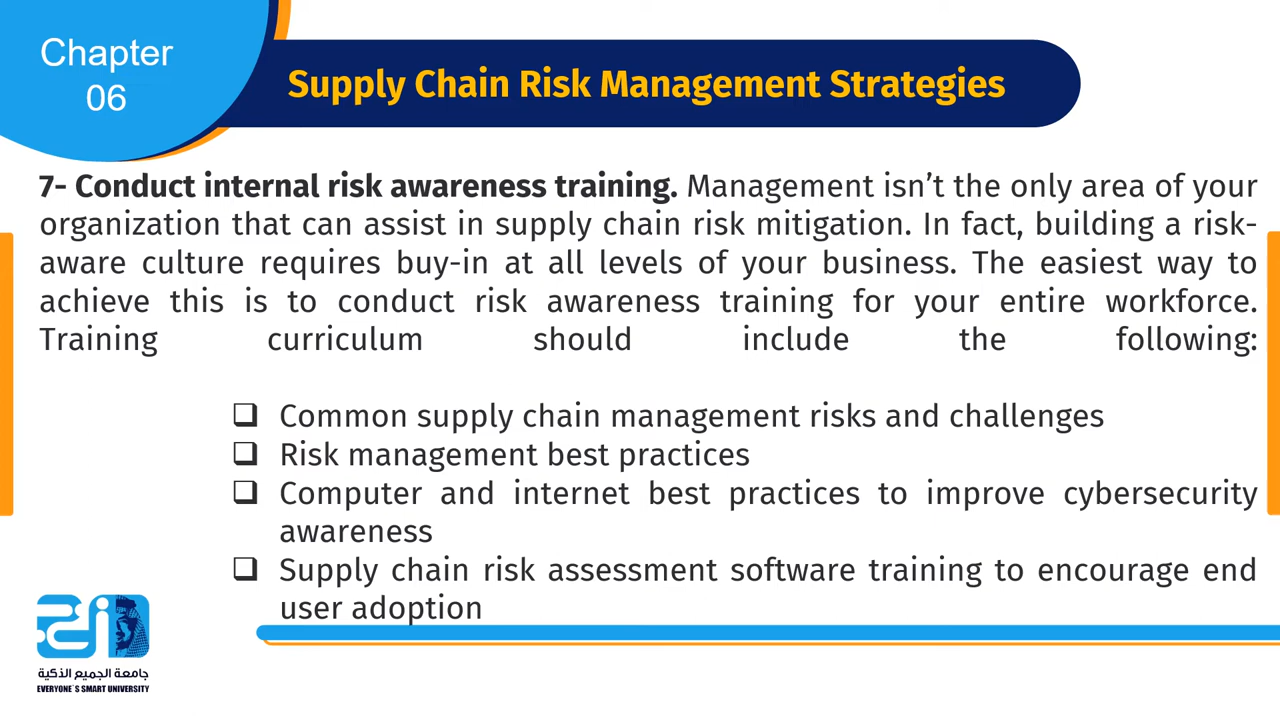 Chapter
06
Supply Chain Risk Management Strategies
7- Conduct internal risk awareness training. Management isn’t the only area of your
organization that can assist in supply chain risk mitigation. In fact, building a risk-
aware culture requires buy-in at all levels of your business. The easiest way to
achieve this is to conduct risk awareness training for your entire workforce.
Training curriculum should include the following:
❑ Common supply chain management risks and challenges
❑ Risk management best practices
❑ Computer and internet best practices to improve cybersecurity
awareness
❑ Supply chain risk assessment software training to encourage end
user adoption
جامعة الجميع الذكية
EVERYONE`S SMART UNIVERSITY